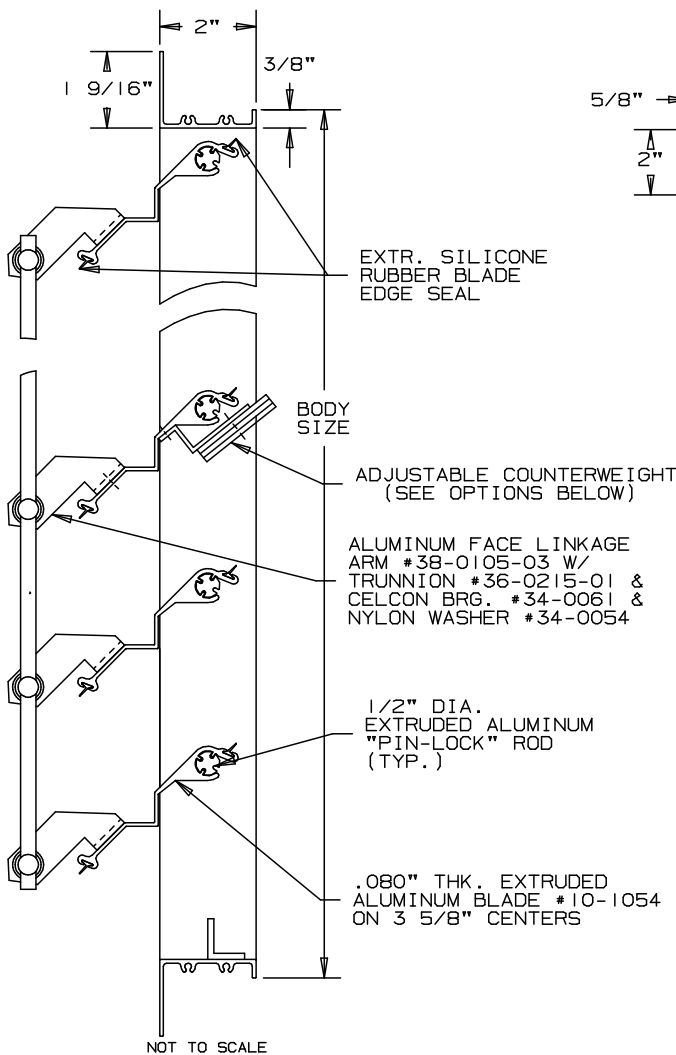 2"
3/8"
1 9/16"
5/8"
2"
EXTR. SILICONE
RUBBER BLADE
EDGE SEAL
BODY
SIZE
ADJUSTABLE COUNTERWEIGHT
(SEE OPTIONS BELOW)
ALUMINUM FACE LINKAGE
ARM #38-0105-03 W/
TRUNNION #36-0215-01 &
CELCON BRG. #34-0061 &
NYLON WASHER #34-0054
1/2" DIA.
EXTRUDED ALUMINUM
"PIN-LOCK" ROD
(TYP.)
.080" THK. EXTRUDED
ALUMINUM BLADE #10-1054
ON 3 5/8" CENTERS
NOT TO SCALE